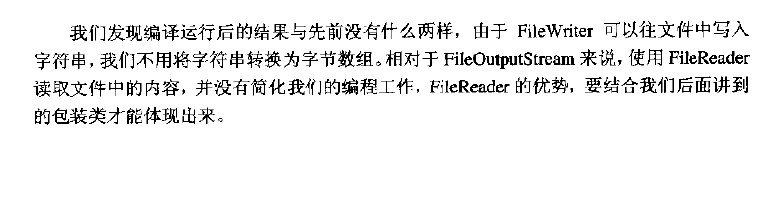 我们发现编译运行后的结果与先前没有什么两样，由于 FileWriter 可以往文件中写入
字符串，我们不用将字符串转换为字节数组。相对于 FileOutputStream 来说，使用 FileReader
读取文件中的内容，并没有简化我们的编程工作，FileReader 的优势，要结合我们后面讲到
的包装类才能体现出来。